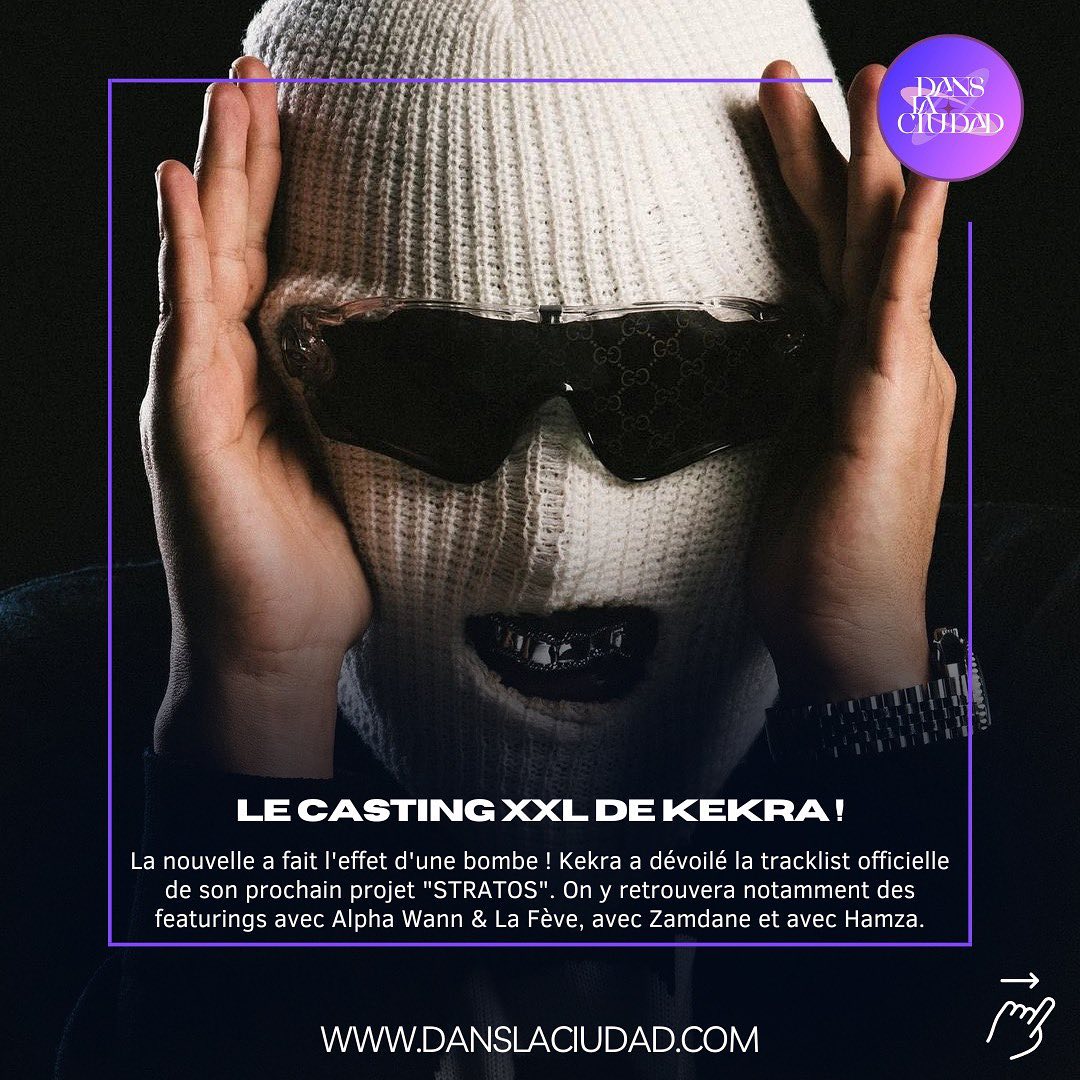 DANS
LA
CIUDAD
LE CASTING XXL DE KEKRA !
La nouvelle a fait l'effet d'une bombe ! Kekra a dévoilé la tracklist officielle
de son prochain projet "STRATOS". On y retrouvera notamment des
featurings avec Alpha Wann & La Fève, avec Zamdane et avec Hamza.
WWW.DANSLACIUDAD.COM